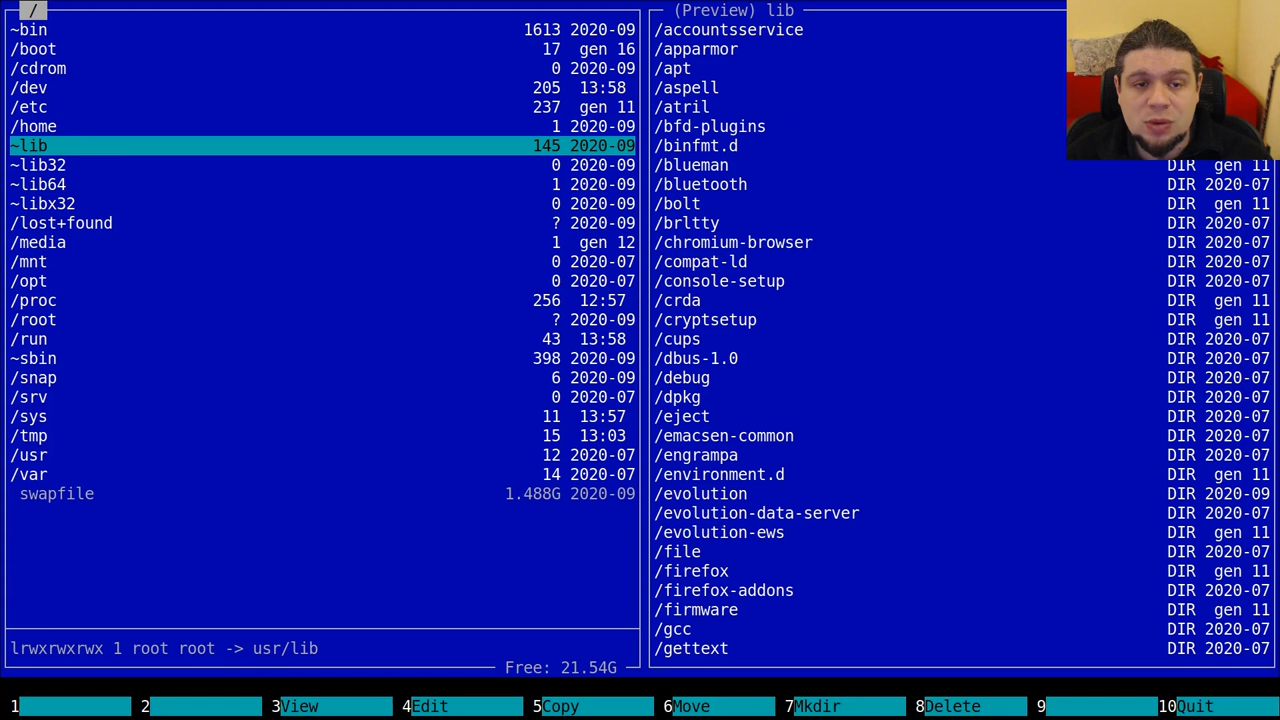 /
~bin 1613 2020-09
/boot 17 gen 16
/cdrom 0 2020-09
/dev 205 13:58
/etc 237 gen 11
/home 1 2020-09
~lib 145 2020-09
~lib32 0 2020-09
~lib64 1 2020-09
~libx32 0 2020-09
/lost+found ? 2020-09
/media 1 gen 12
/mnt 0 2020-07
/opt 0 2020-07
/proc 256 12:57
/root ? 2020-09
/run 43 13:58
~sbin 398 2020-09
/snap 6 2020-09
/srv 0 2020-07
/sys 11 13:57
/tmp 15 13:03
/usr 12 2020-07
/var 14 2020-07
swapfile 1.488G 2020-09
lrwxrwxrwx 1 root root -> usr/lib
Free: 21.54G
(Preview) lib
/accountsservice
/apparmor
/apt
/aspell
/atril
/bfd-plugins
/binfmt.d
/blueman DIR gen 11
/bluetooth DIR 2020-07
/bolt DIR gen 11
/brltty DIR 2020-07
/chromium-browser DIR 2020-07
/compat-ld DIR 2020-07
/console-setup DIR 2020-07
/crda DIR gen 11
/cryptsetup DIR gen 11
/cups DIR 2020-07
/dbus-1.0 DIR 2020-07
/debug DIR 2020-07
/dpkg DIR 2020-07
/eject DIR 2020-07
/emacsen-common DIR 2020-07
/engrampa DIR 2020-07
/environment.d DIR gen 11
/evolution DIR 2020-09
/evolution-data-server DIR 2020-07
/evolution-ews DIR gen 11
/file DIR 2020-07
/firefox DIR gen 11
/firefox-addons DIR 2020-07
/firmware DIR gen 11
/gcc DIR 2020-07
/gettext DIR 2020-07
1 2 3View 4Edit 5Copy 6Move 7Mkdir 8Delete 9 10Quit